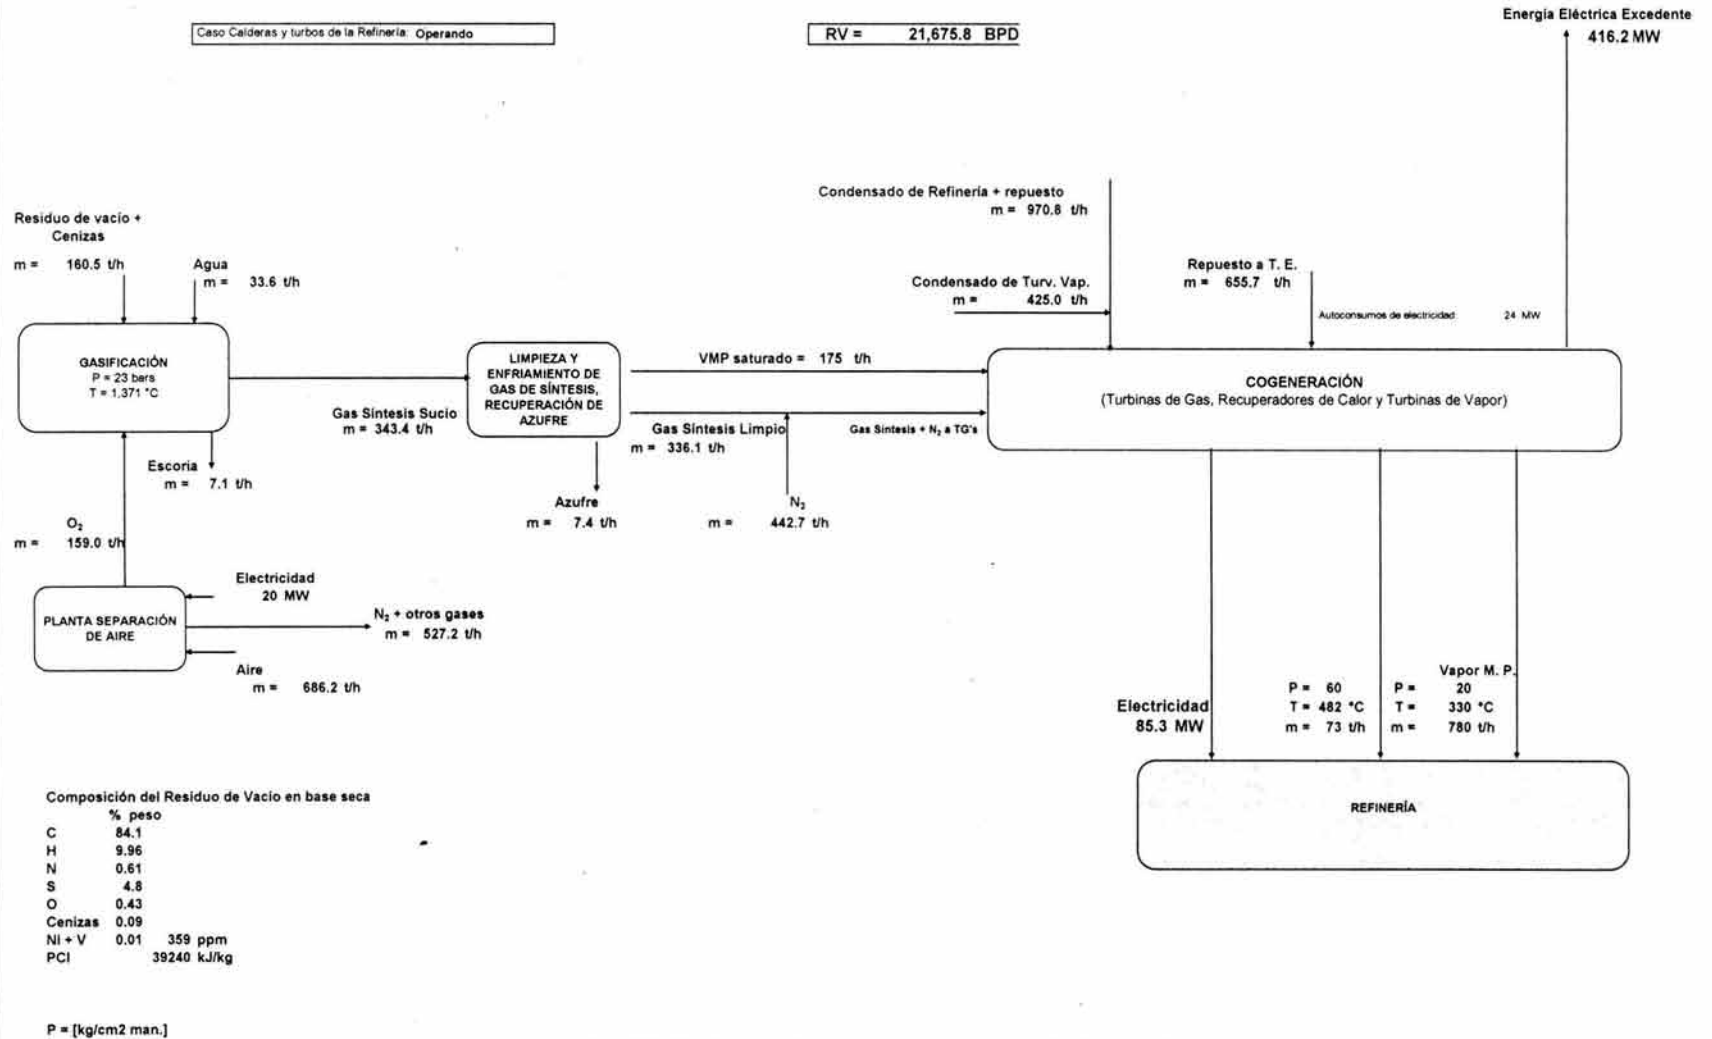 Energía Eléctrica Excedente
416.2 MW
Caso Calderas y turbos de la Refinería: Operando
RV = 21,675.8 BPD
Condensado de Refinería + repuesto
m = 970.8 t/h
Residuo de vacío +
Cenizas
m = 160.5 t/h
Agua
m = 33.6 t/h
Condensado de Turv. Vap.
m = 425.0 t/h
Repuesto a T. E.
m = 655.7 t/h
Autoconsumos de electricidad 24 MW
GASIFICACIÓN
P = 23 bars
T = 1,371 °C
LIMPIEZA Y
ENFRIAMIENTO DE
GAS DE SÍNTESIS,
RECUPERACIÓN DE
AZUFRE
VMP saturado = 175 t/h
COGENERACIÓN
(Turbinas de Gas, Recuperadores de Calor y Turbinas de Vapor)
Gas Síntesis Sucio
m = 343.4 t/h
Gas Síntesis Limpio
m = 336.1 t/h
Gas Síntesis + N₂ a TG's
Escoria
m = 7.1 t/h
Azufre
m = 7.4 t/h
N₂
m = 442.7 t/h
O₂
m = 159.0 t/h
Electricidad
20 MW
PLANTA SEPARACIÓN
DE AIRE
N₂ + otros gases
m = 527.2 t/h
Aire
m = 686.2 t/h
Electricidad
85.3 MW
P = 60
T = 482 °C
m = 73 t/h
Vapor M. P.
P = 20
T = 330 °C
m = 780 t/h
REFINERÍA
Composición del Residuo de Vacío en base seca
% peso
C 84.1
H 9.96
N 0.61
S 4.8
O 0.43
Cenizas 0.09
Ni + V 0.01 359 ppm
PCI 39240 kJ/kg
P = [kg/cm2 man.]